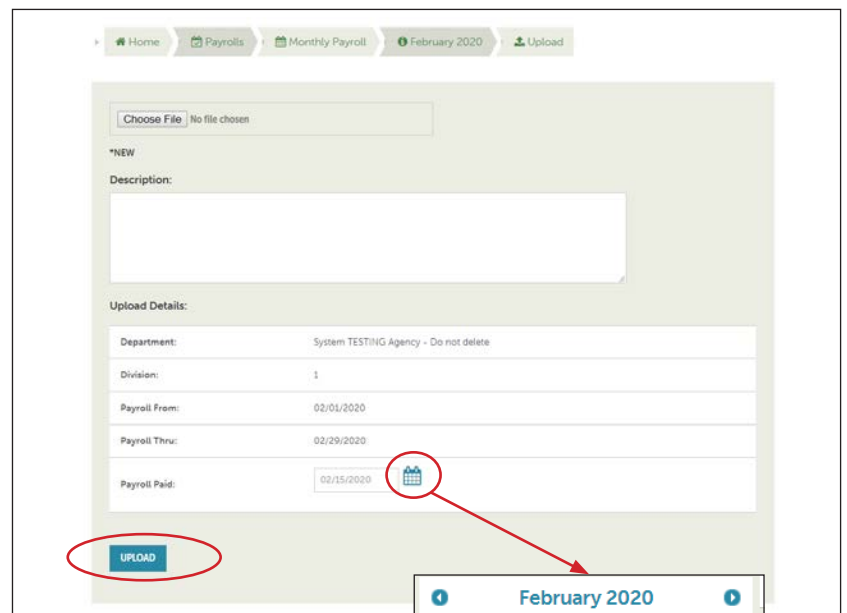 Home Payrolls Monthly Payroll February 2020 Upload
Choose File No file chosen
*NEW
Description:
Upload Details:
Department: System TESTING Agency - Do not delete
Division: 1
Payroll From: 02/01/2020
Payroll Thru: 02/29/2020
Payroll Paid: 02/15/2020
UPLOAD
February 2020